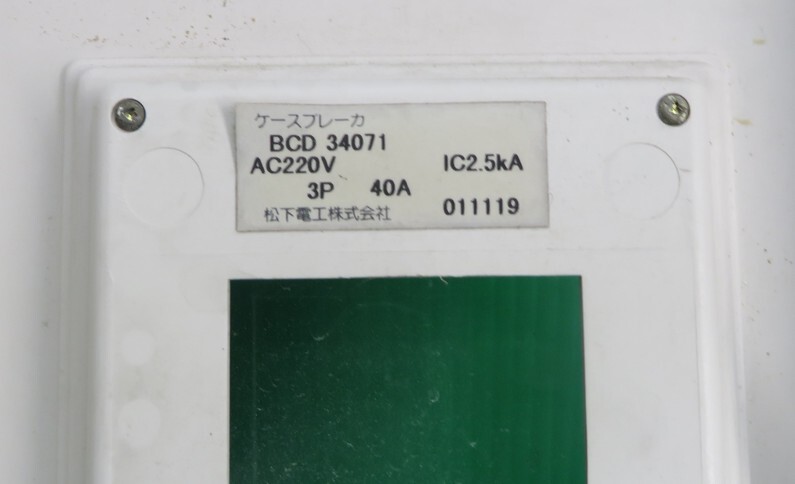 ケースブレーカ
BCD 34071
AC220V IC2.5kA
3P 40A
松下電工株式会社 011119